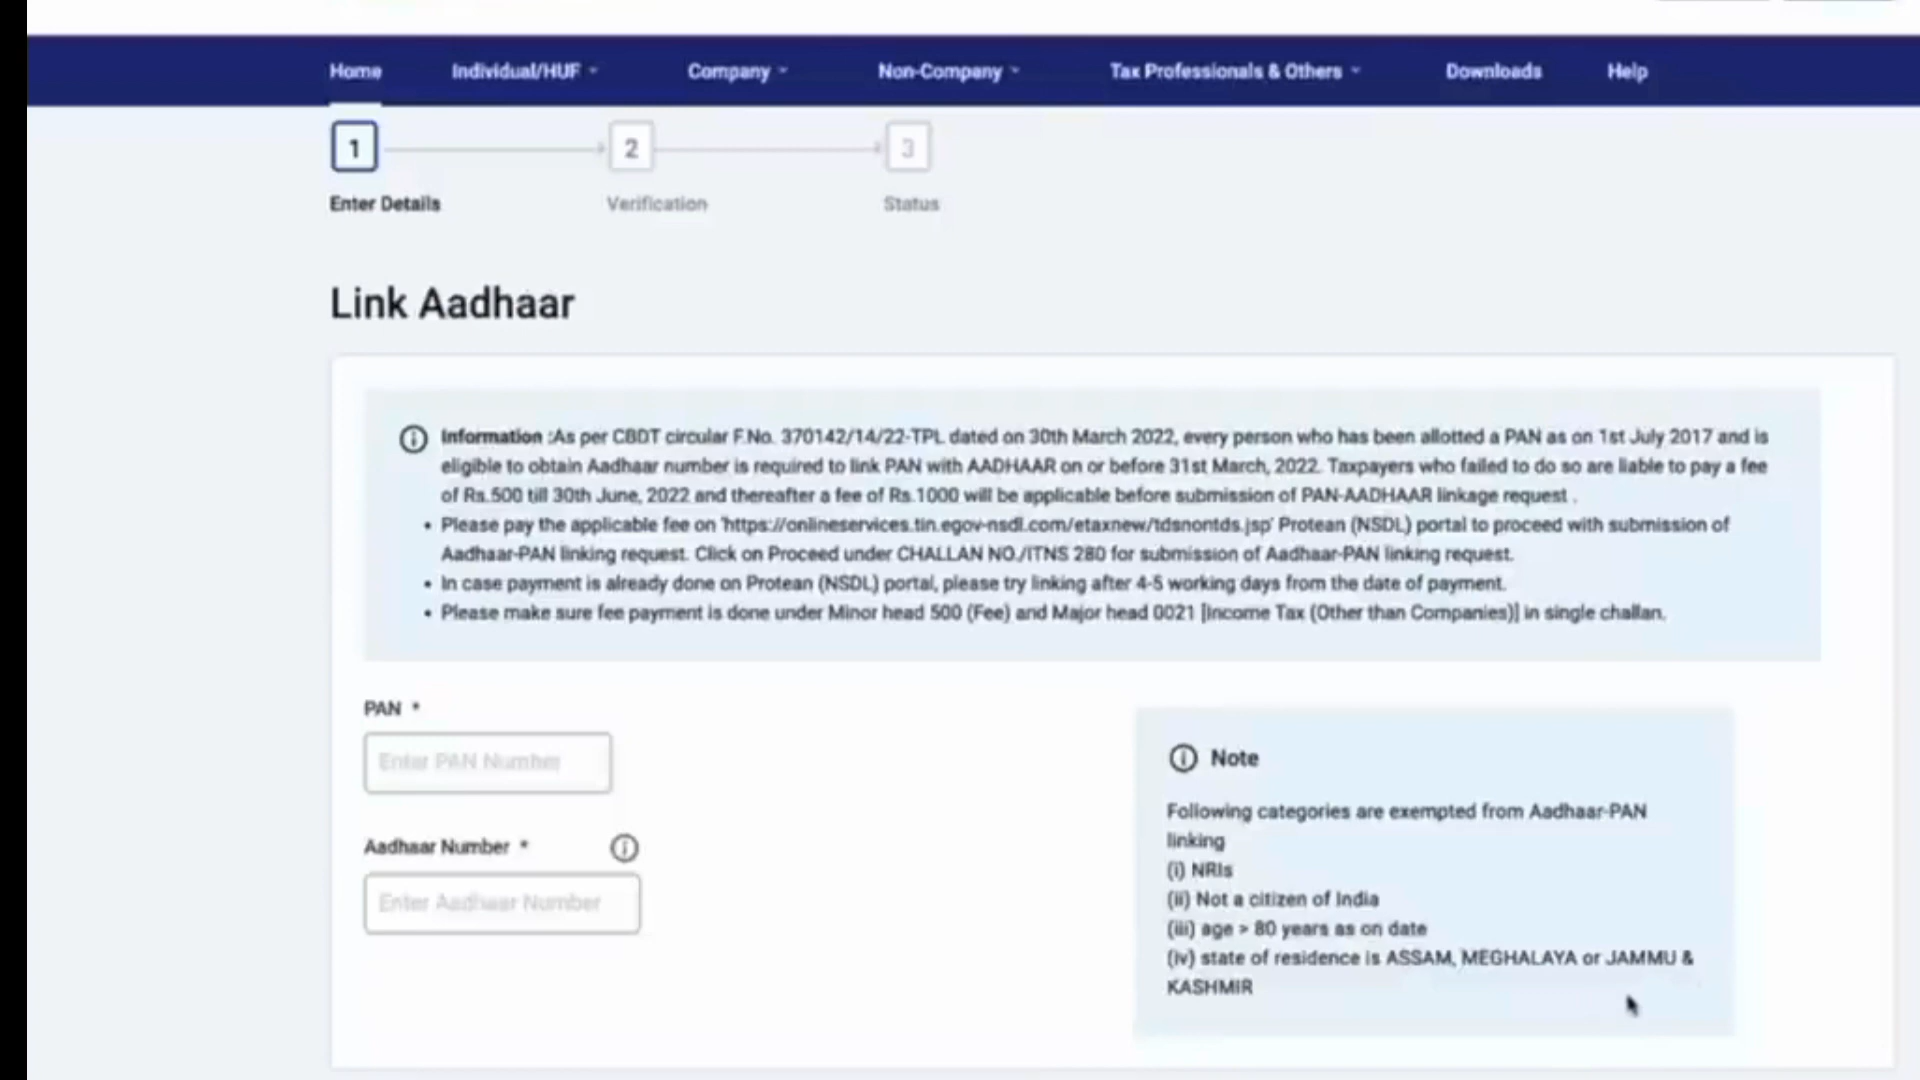 Home Individual/HUF Company Non-Company Tax Professionals & Others Downloads Help
1 2 3
Enter Details Verification Status
Link Aadhaar
Information :As per CBDT circular F.No. 370142/14/22-TPL dated on 30th March 2022, every person who has been allotted a PAN as on 1st July 2017 and is
eligible to obtain Aadhaar number is required to link PAN with AADHAAR on or before 31st March, 2022. Taxpayers who failed to do so are liable to pay a fee
of Rs.500 till 30th June, 2022 and thereafter a fee of Rs.1000 will be applicable before submission of PAN-AADHAAR linkage request .
• Please pay the applicable fee on 'https://onlineservices.tin.egov-nsdl.com/etaxnew/tdsnontds.jsp' Protean (NSDL) portal to proceed with submission of
Aadhaar-PAN linking request. Click on Proceed under CHALLAN NO./ITNS 280 for submission of Aadhaar-PAN linking request.
• In case payment is already done on Protean (NSDL) portal, please try linking after 4-5 working days from the date of payment.
• Please make sure fee payment is done under Minor head 500 (Fee) and Major head 0021 [Income Tax (Other than Companies)] in single challan.
PAN *
Enter PAN Number
Aadhaar Number *
Enter Aadhaar Number
Note
Following categories are exempted from Aadhaar-PAN
linking
(i) NRIs
(ii) Not a citizen of India
(iii) age > 80 years as on date
(iv) state of residence is ASSAM, MEGHALAYA or JAMMU &
KASHMIR